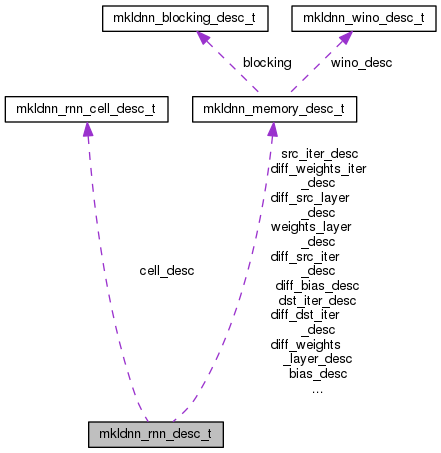 mkldnn_blocking_desc_t
mkldnn_wino_desc_t
blocking
wino_desc
mkldnn_rnn_cell_desc_t
mkldnn_memory_desc_t
src_iter_desc
diff_weights_iter
_desc
diff_src_layer
_desc
weights_layer
_desc
diff_src_iter
_desc
diff_bias_desc
dst_iter_desc
diff_dst_iter
_desc
diff_weights
_layer_desc
bias_desc
...
cell_desc
mkldnn_rnn_desc_t